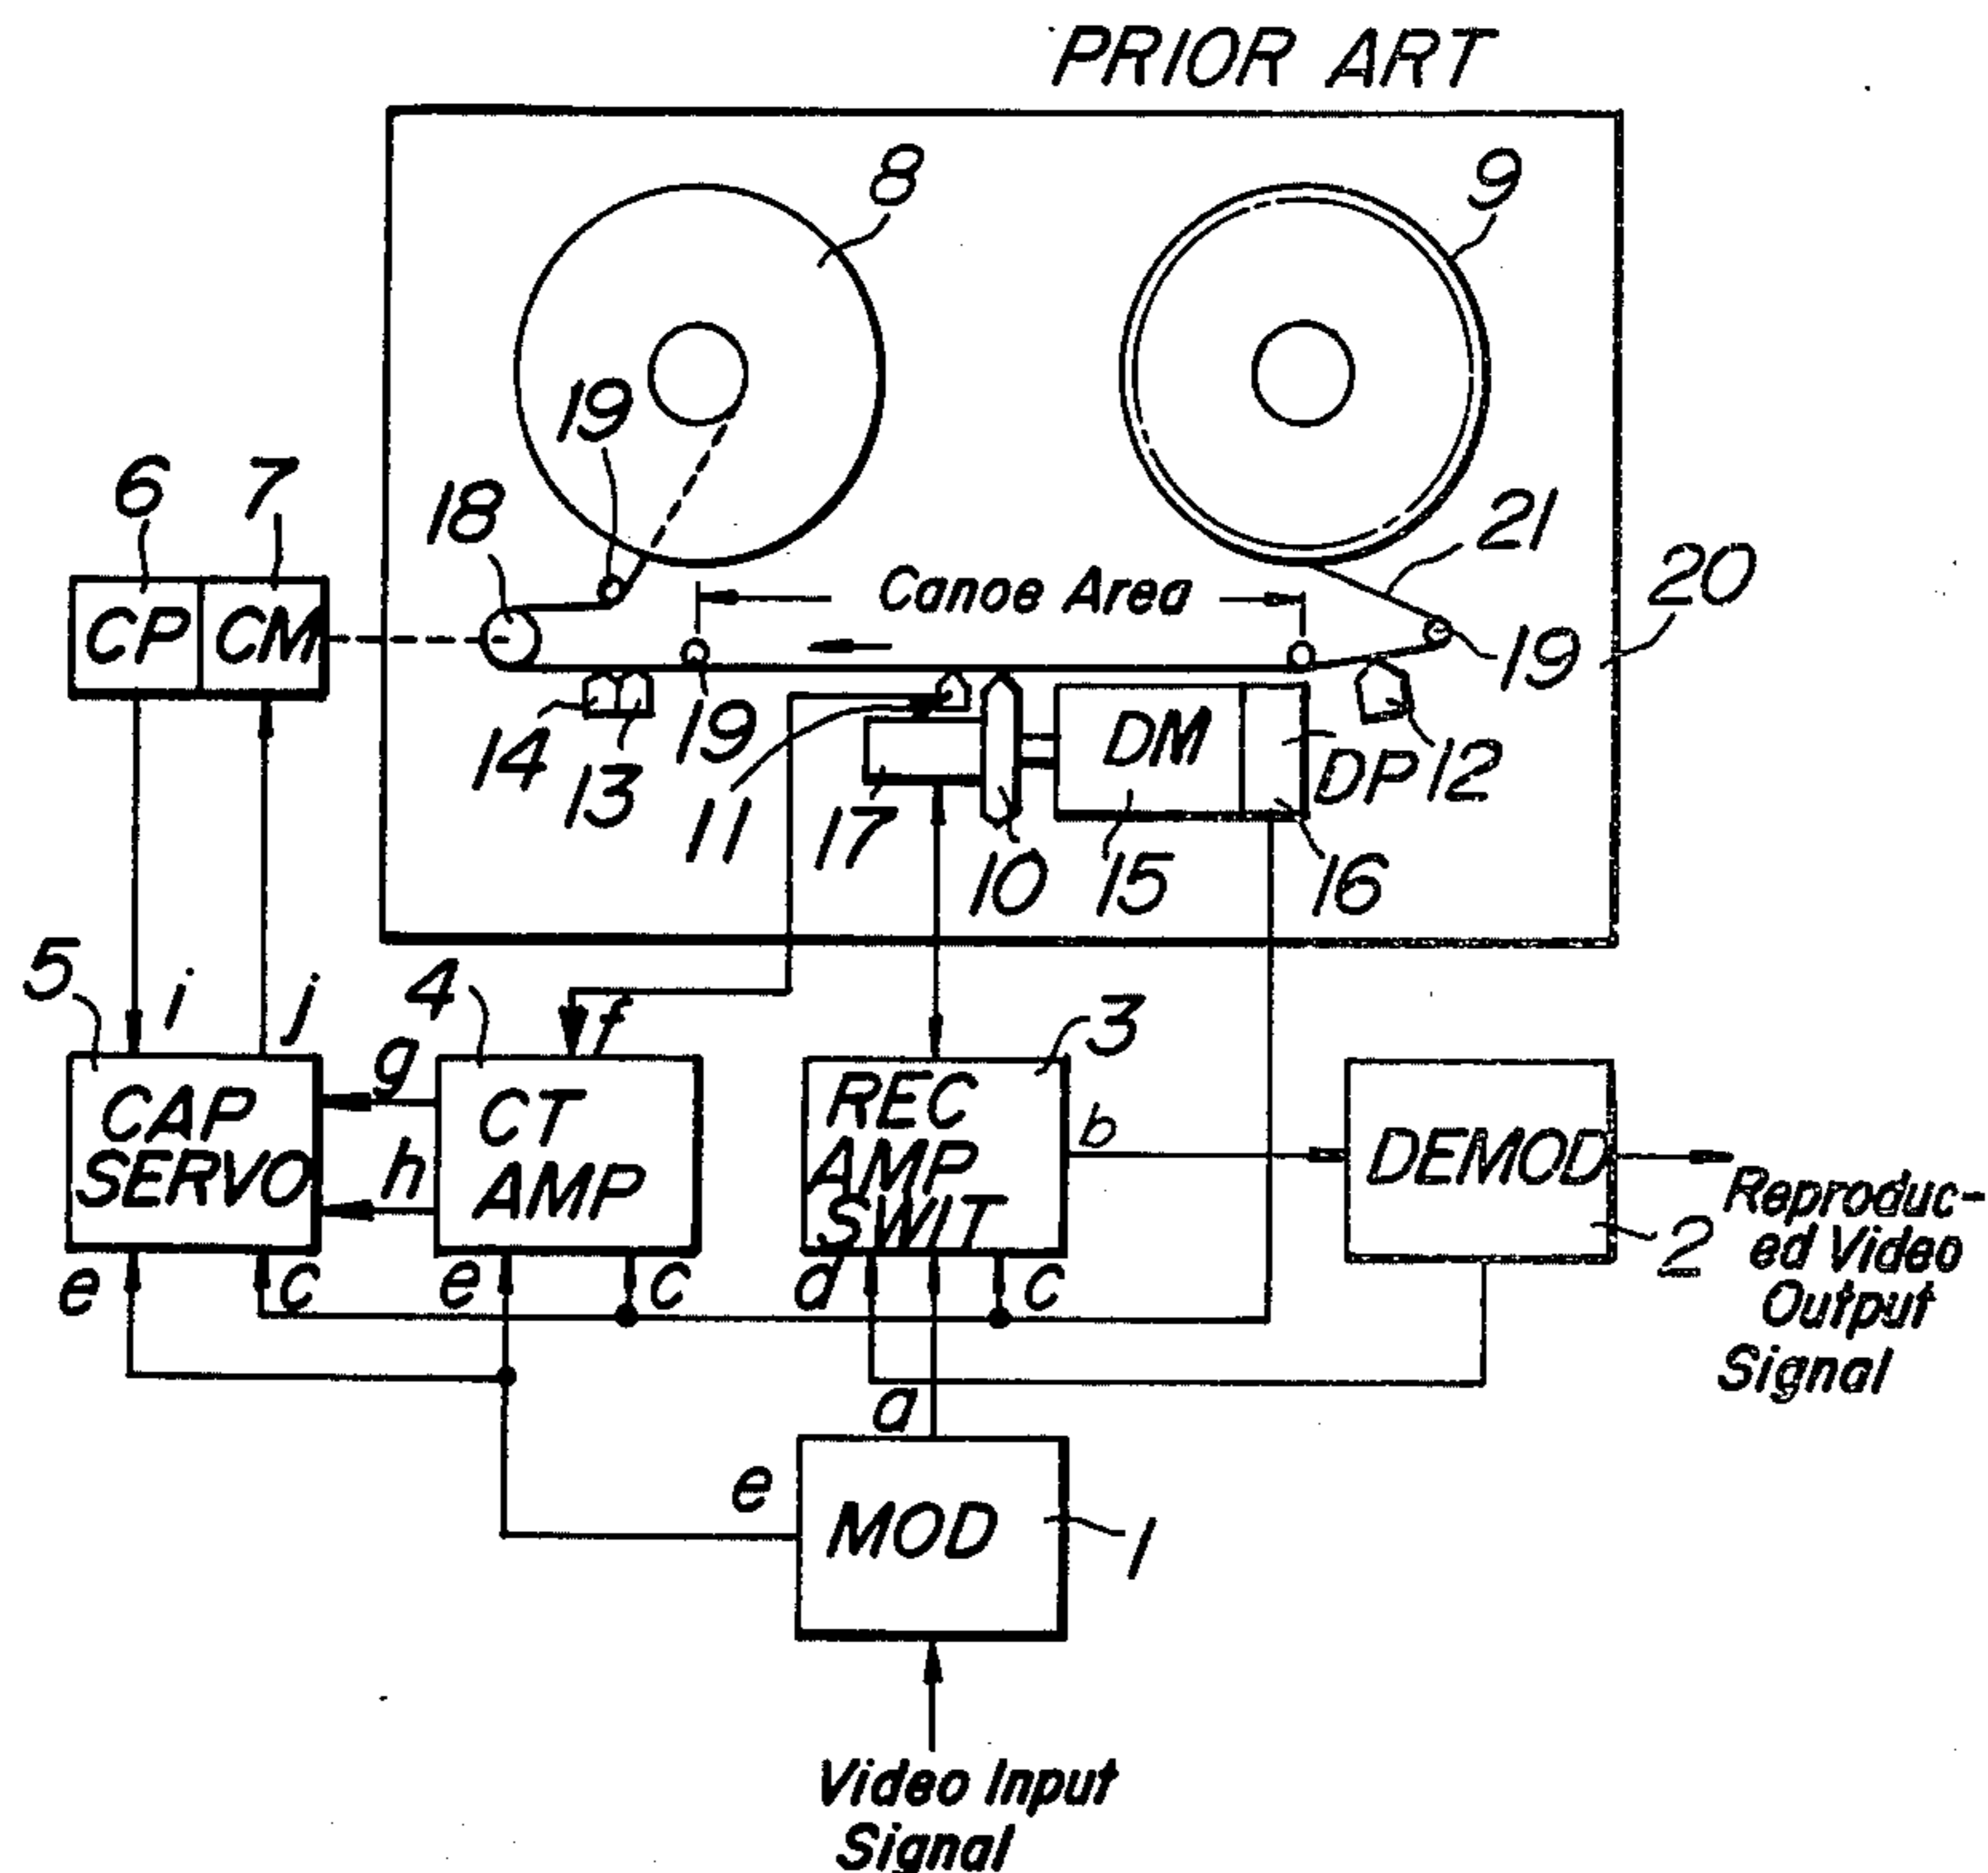 PRIOR ART
8
9
19
6
7
18
21
20
CP
CM
Canoe Area
19
14
13
19
11
17
10
DM
15
DP
12
16
5
i
j
4
f
3
g
h
CAP
SERVO
CT
AMP
REC
AMP
SWIT
b
DEMOD
2
Reproduc-
ed Video
Output
Signal
e
c
e
c
d
c
a
e
MOD
1
Video Input
Signal